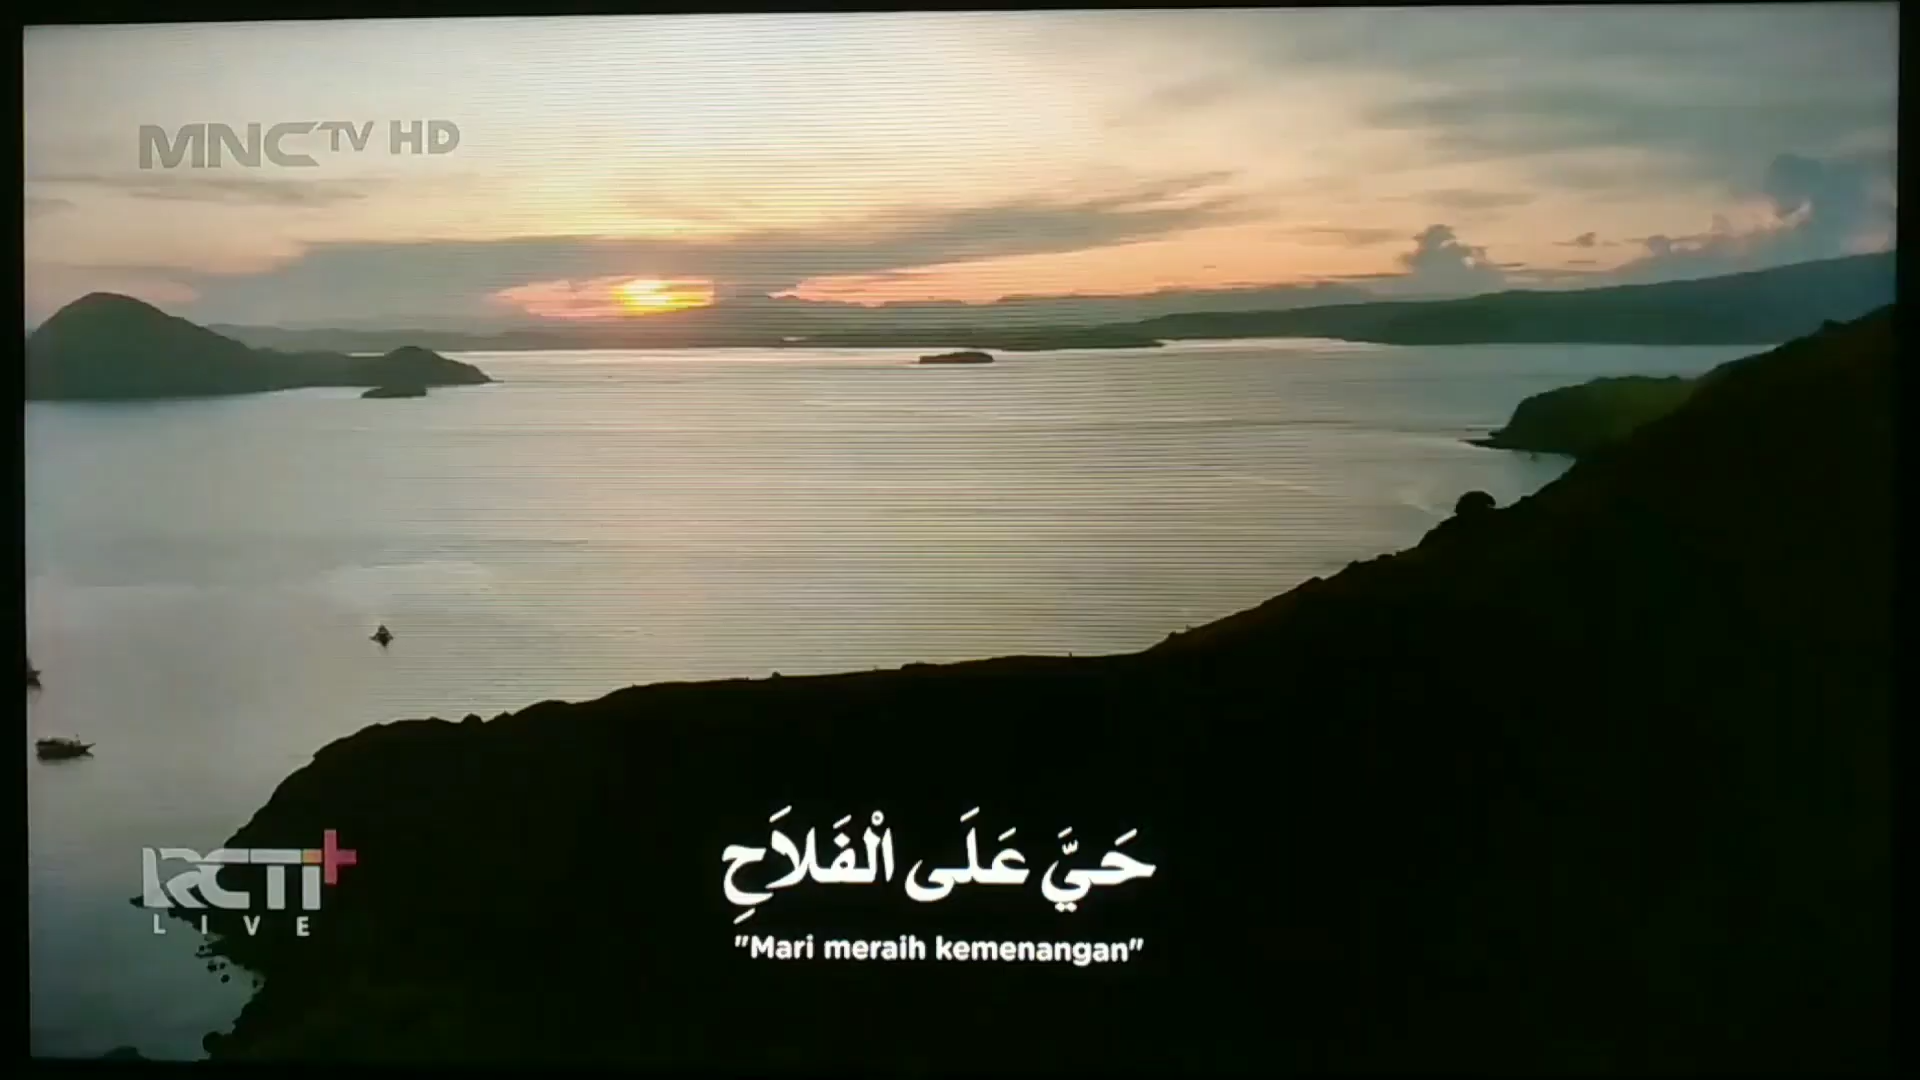 MNCTV HD
RCTI+
LIVE
حَيَّ عَلَى الْفَلاَحِ
"Mari meraih kemenangan"